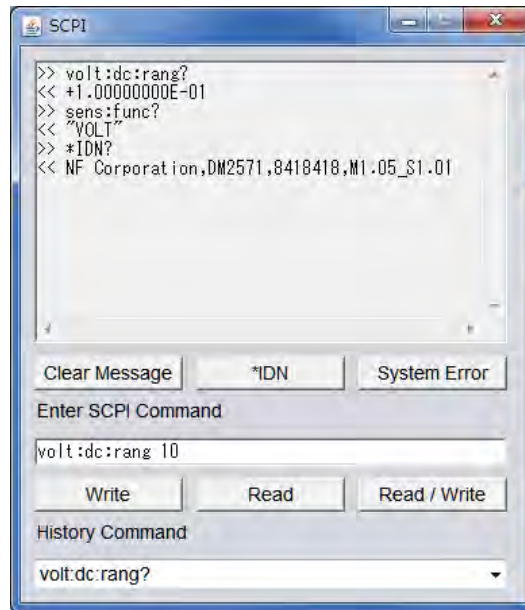 SCPI
>> volt:dc:rang?
<< +1.00000000E-01
>> sens:func?
<< "VOLT"
>> *IDN?
<< NF Corporation,DM2571,8418418,M1.05_S1.01
Clear Message
*IDN
System Error
Enter SCPI Command
volt:dc:rang 10
Write
Read
Read / Write
History Command
volt:dc:rang?